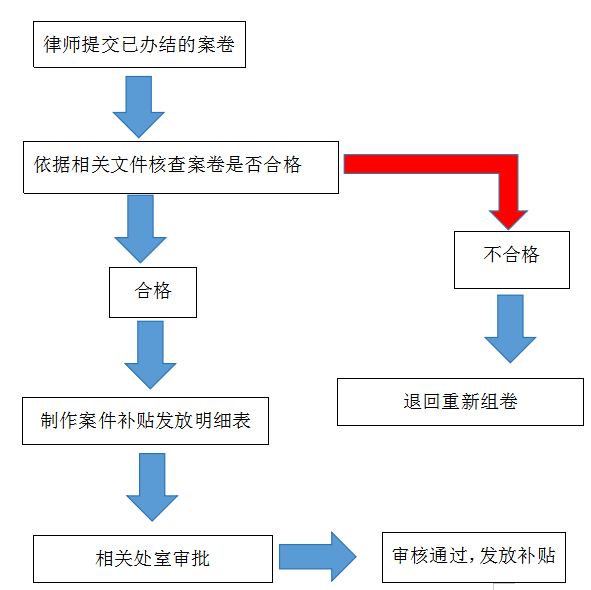 律师提交已办结的案卷
依据相关文件核查案卷是否合格
不合格
合格
退回重新组卷
制作案件补贴发放明细表
相关处室审批
审核通过，发放补贴